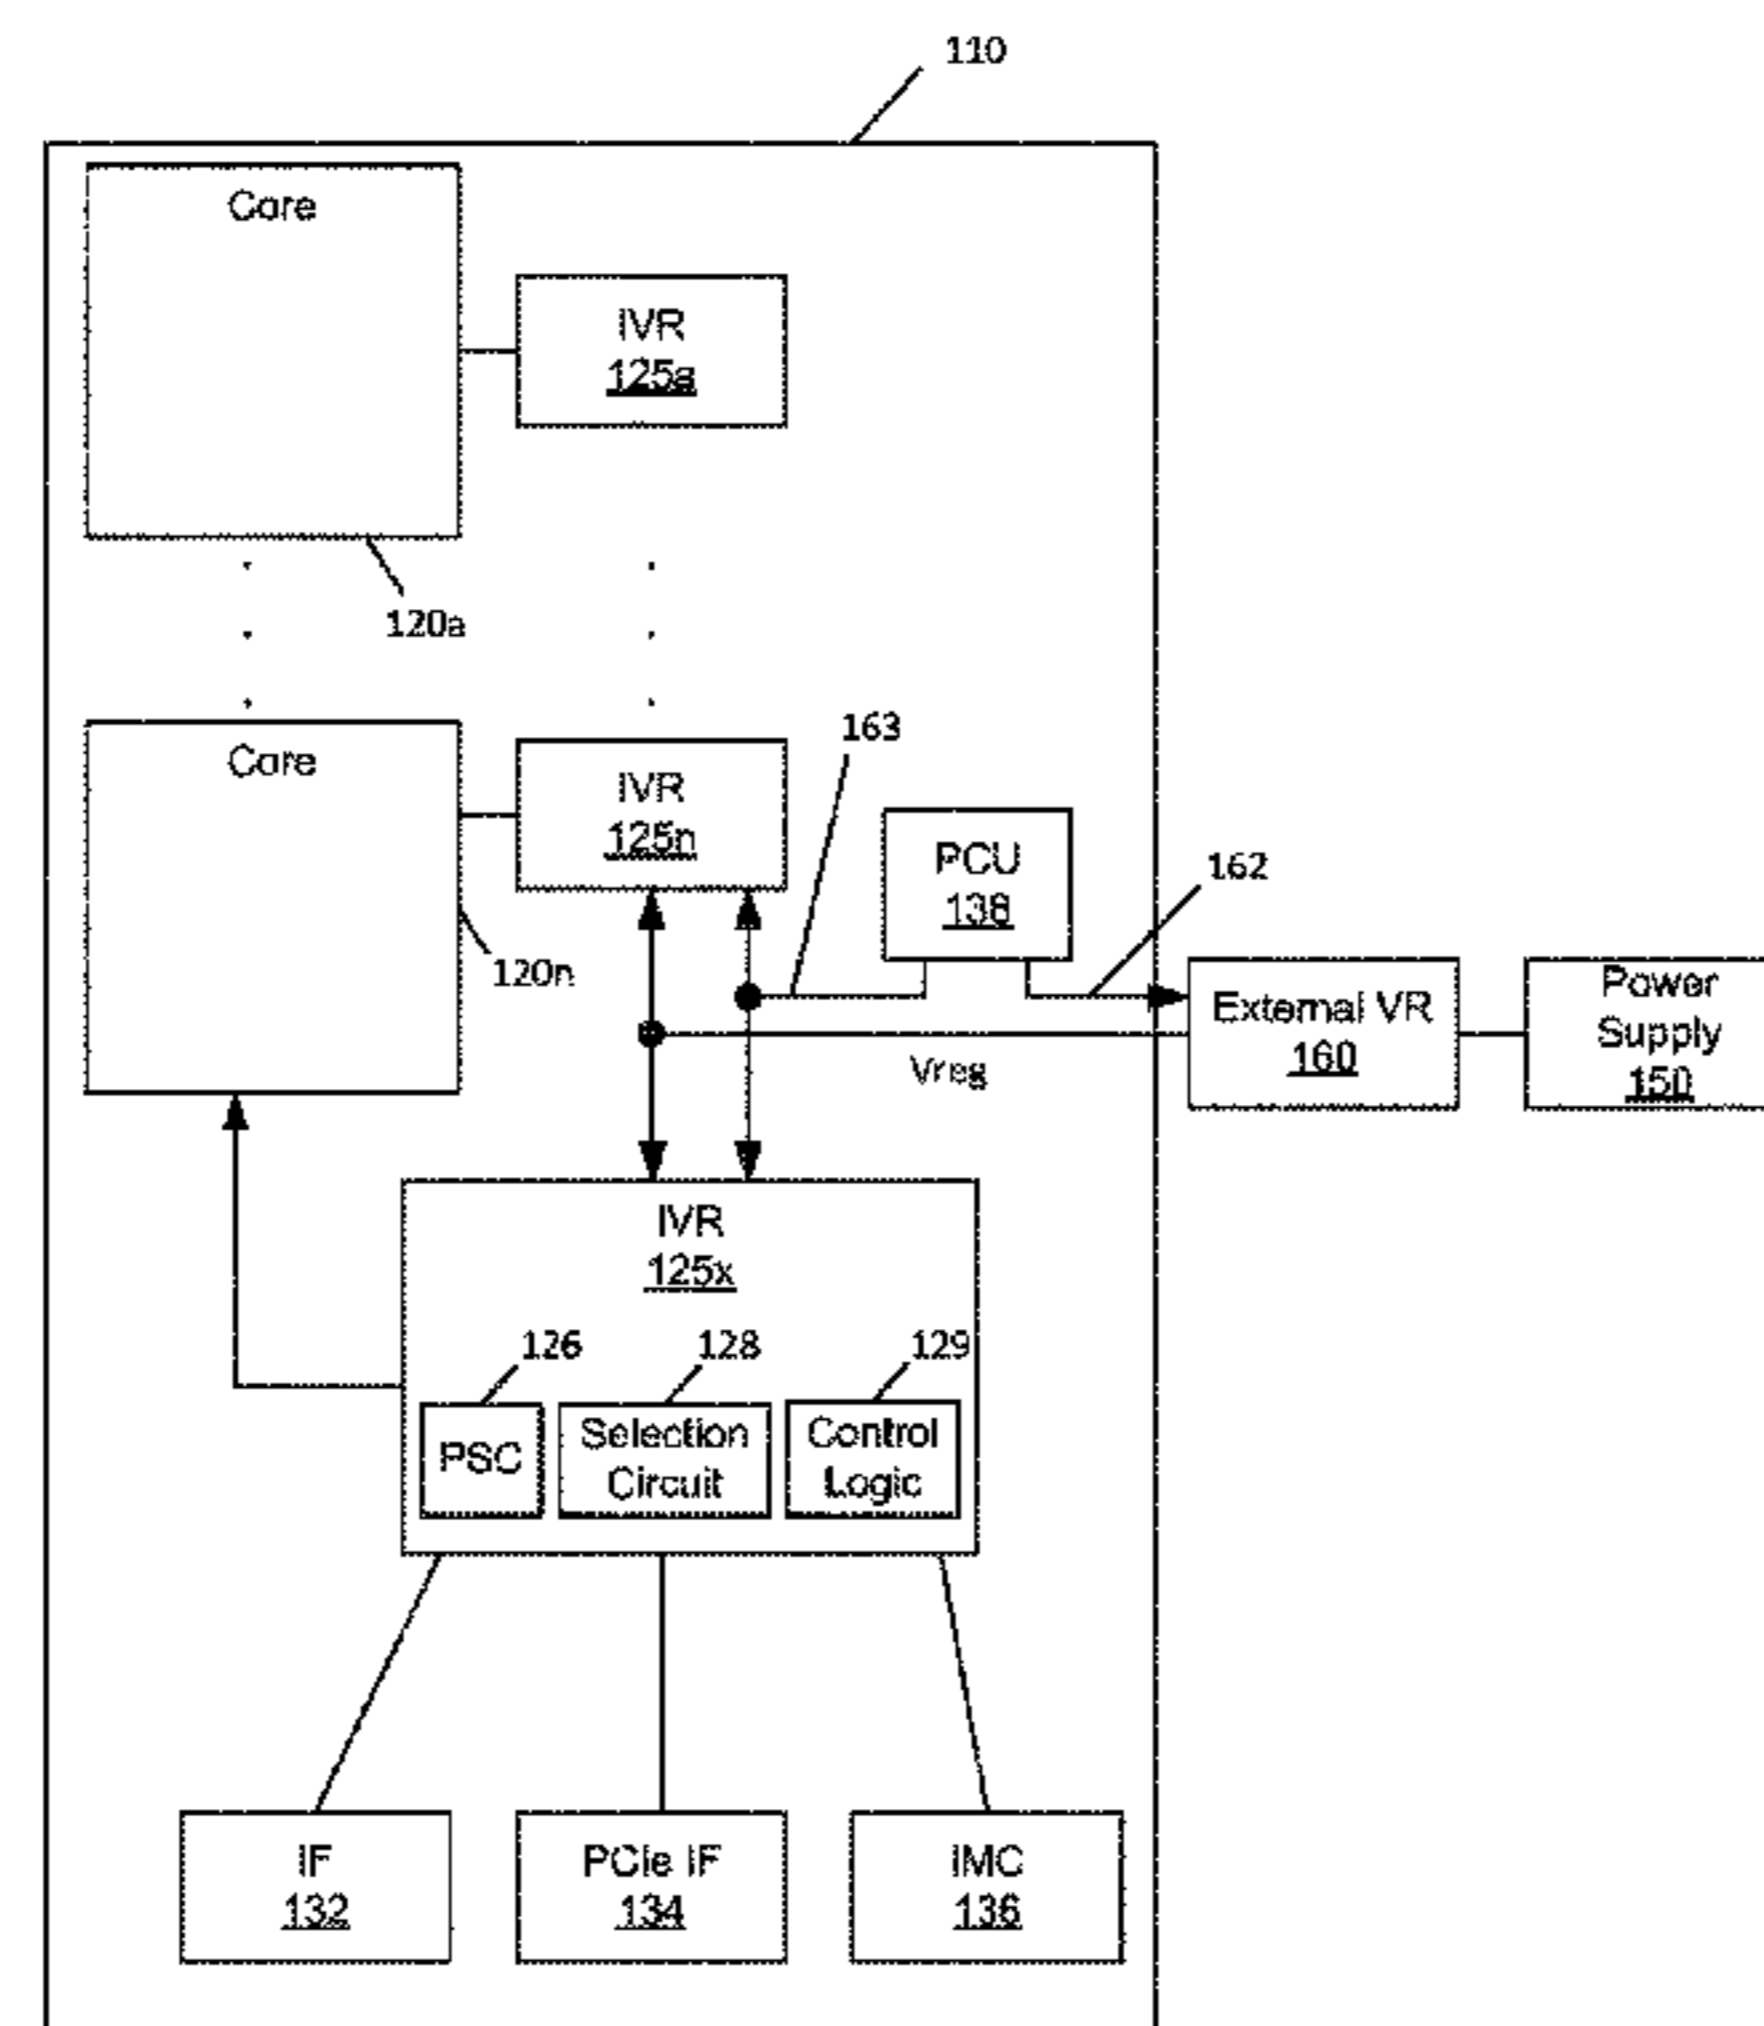 110
Core
IVR
125a
120a
163
Core
IVR
125n
PCU
138
162
120n
External VR
160
Power
Supply
150
Vreg
IVR
125x
126
128
129
PSC
Selection
Circuit
Control
Logic
IF
132
PCIe IF
134
IMC
136